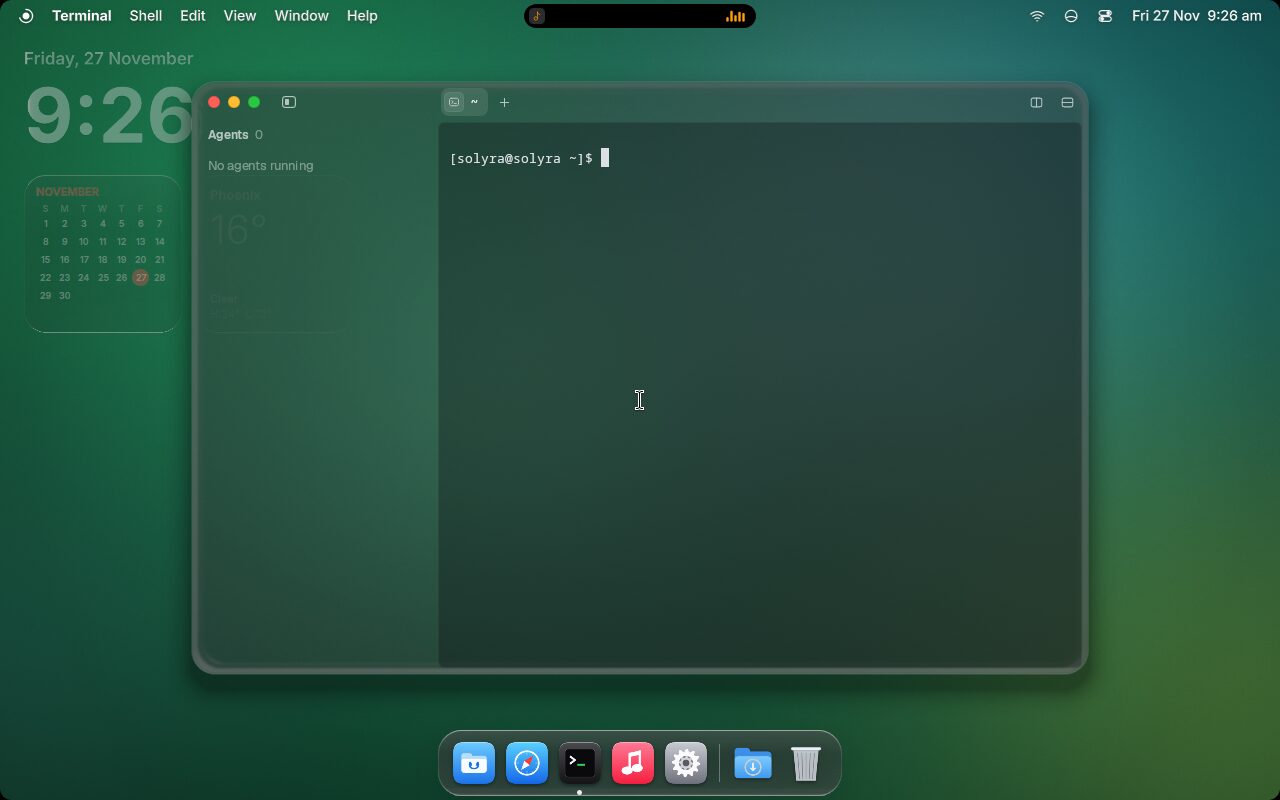 Terminal Shell Edit View Window Help
Fri 27 Nov 9:26 am
Friday, 27 November
9:26
NOVEMBER
S M T W T F S
1 2 3 4 5 6 7
8 9 10 11 12 13 14
15 16 17 18 19 20 21
22 23 24 25 26 27 28
29 30
~
Agents 0
No agents running
Phoenix
16°
Clear
[solyra@solyra ~]$